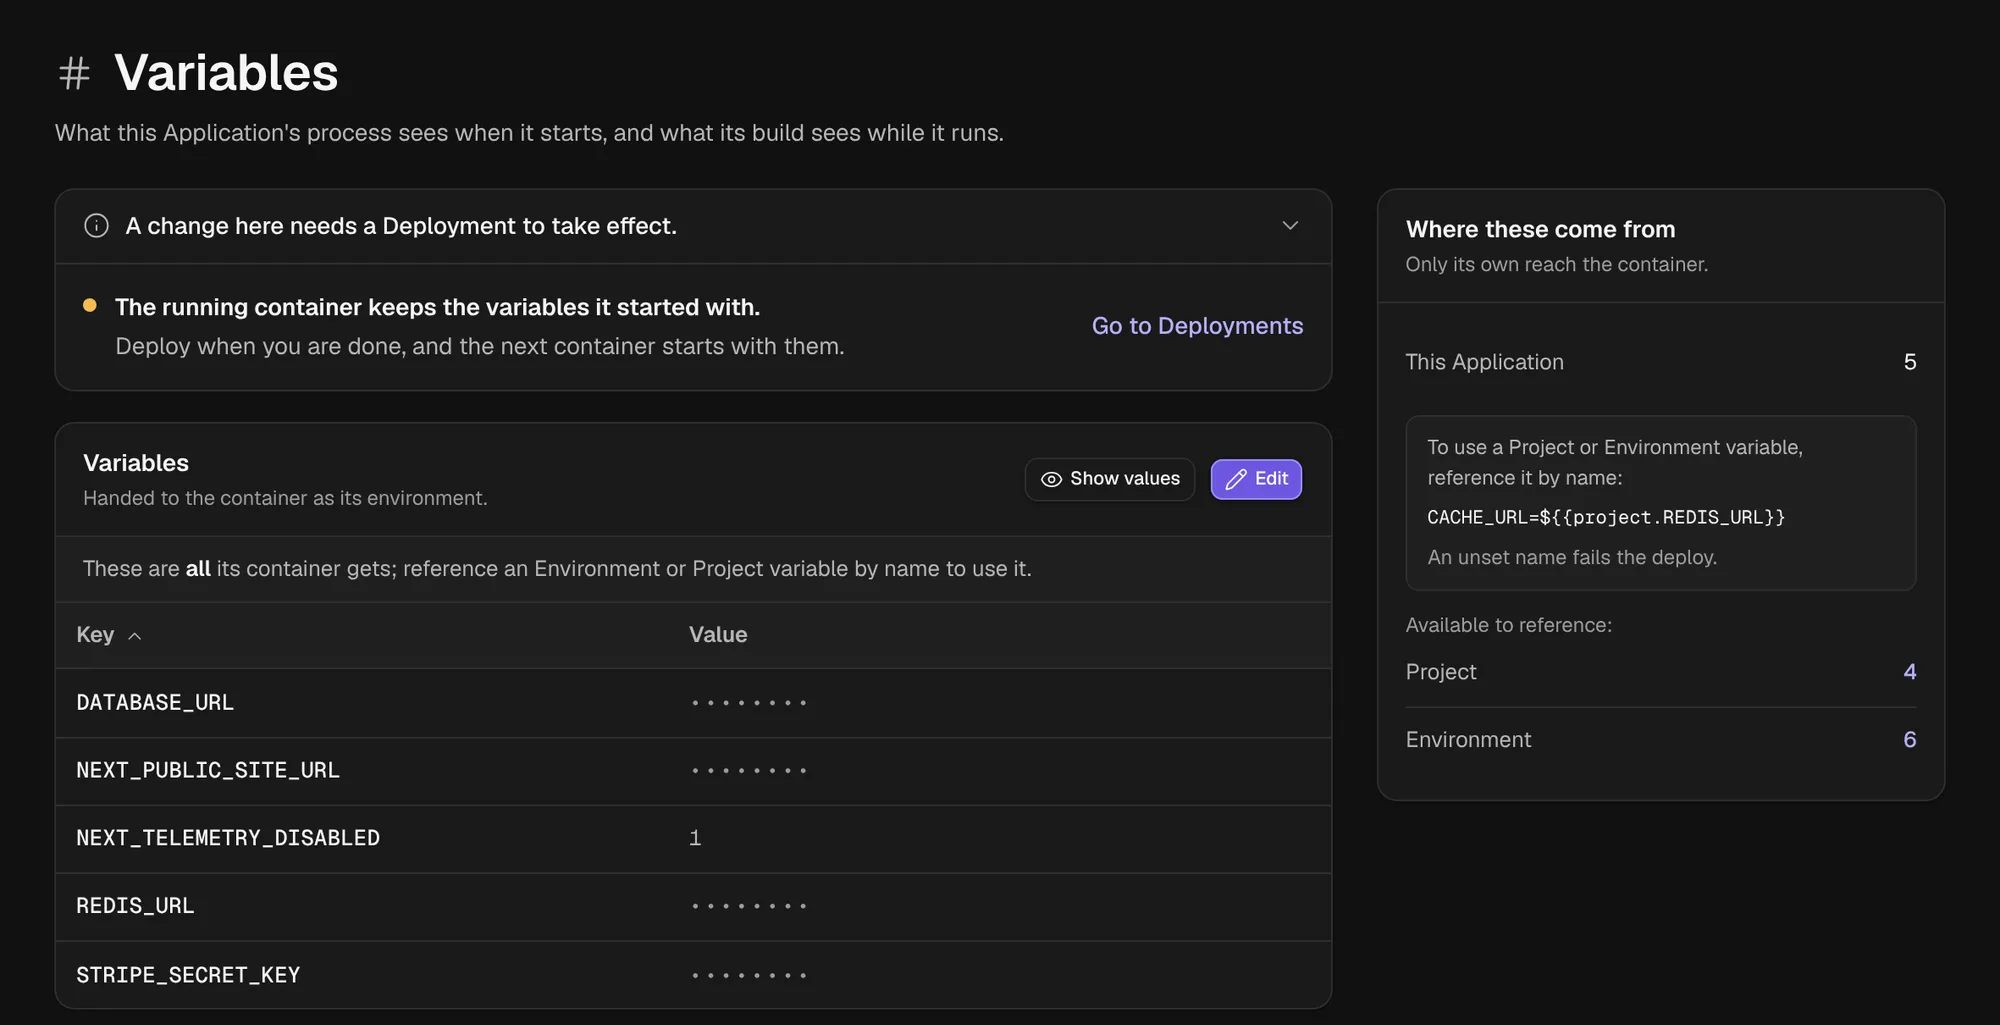 # Variables
What this Application's process sees when it starts, and what its build sees while it runs.
A change here needs a Deployment to take effect.
The running container keeps the variables it started with.
Deploy when you are done, and the next container starts with them.
Go to Deployments
Variables
Handed to the container as its environment.
Show values
Edit
These are all its container gets; reference an Environment or Project variable by name to use it.
Key
Value
DATABASE_URL
••••••••
NEXT_PUBLIC_SITE_URL
••••••••
NEXT_TELEMETRY_DISABLED
1
REDIS_URL
••••••••
STRIPE_SECRET_KEY
••••••••
Where these come from
Only its own reach the container.
This Application
5
To use a Project or Environment variable,
reference it by name:
CACHE_URL=${{project.REDIS_URL}}
An unset name fails the deploy.
Available to reference:
Project
4
Environment
6